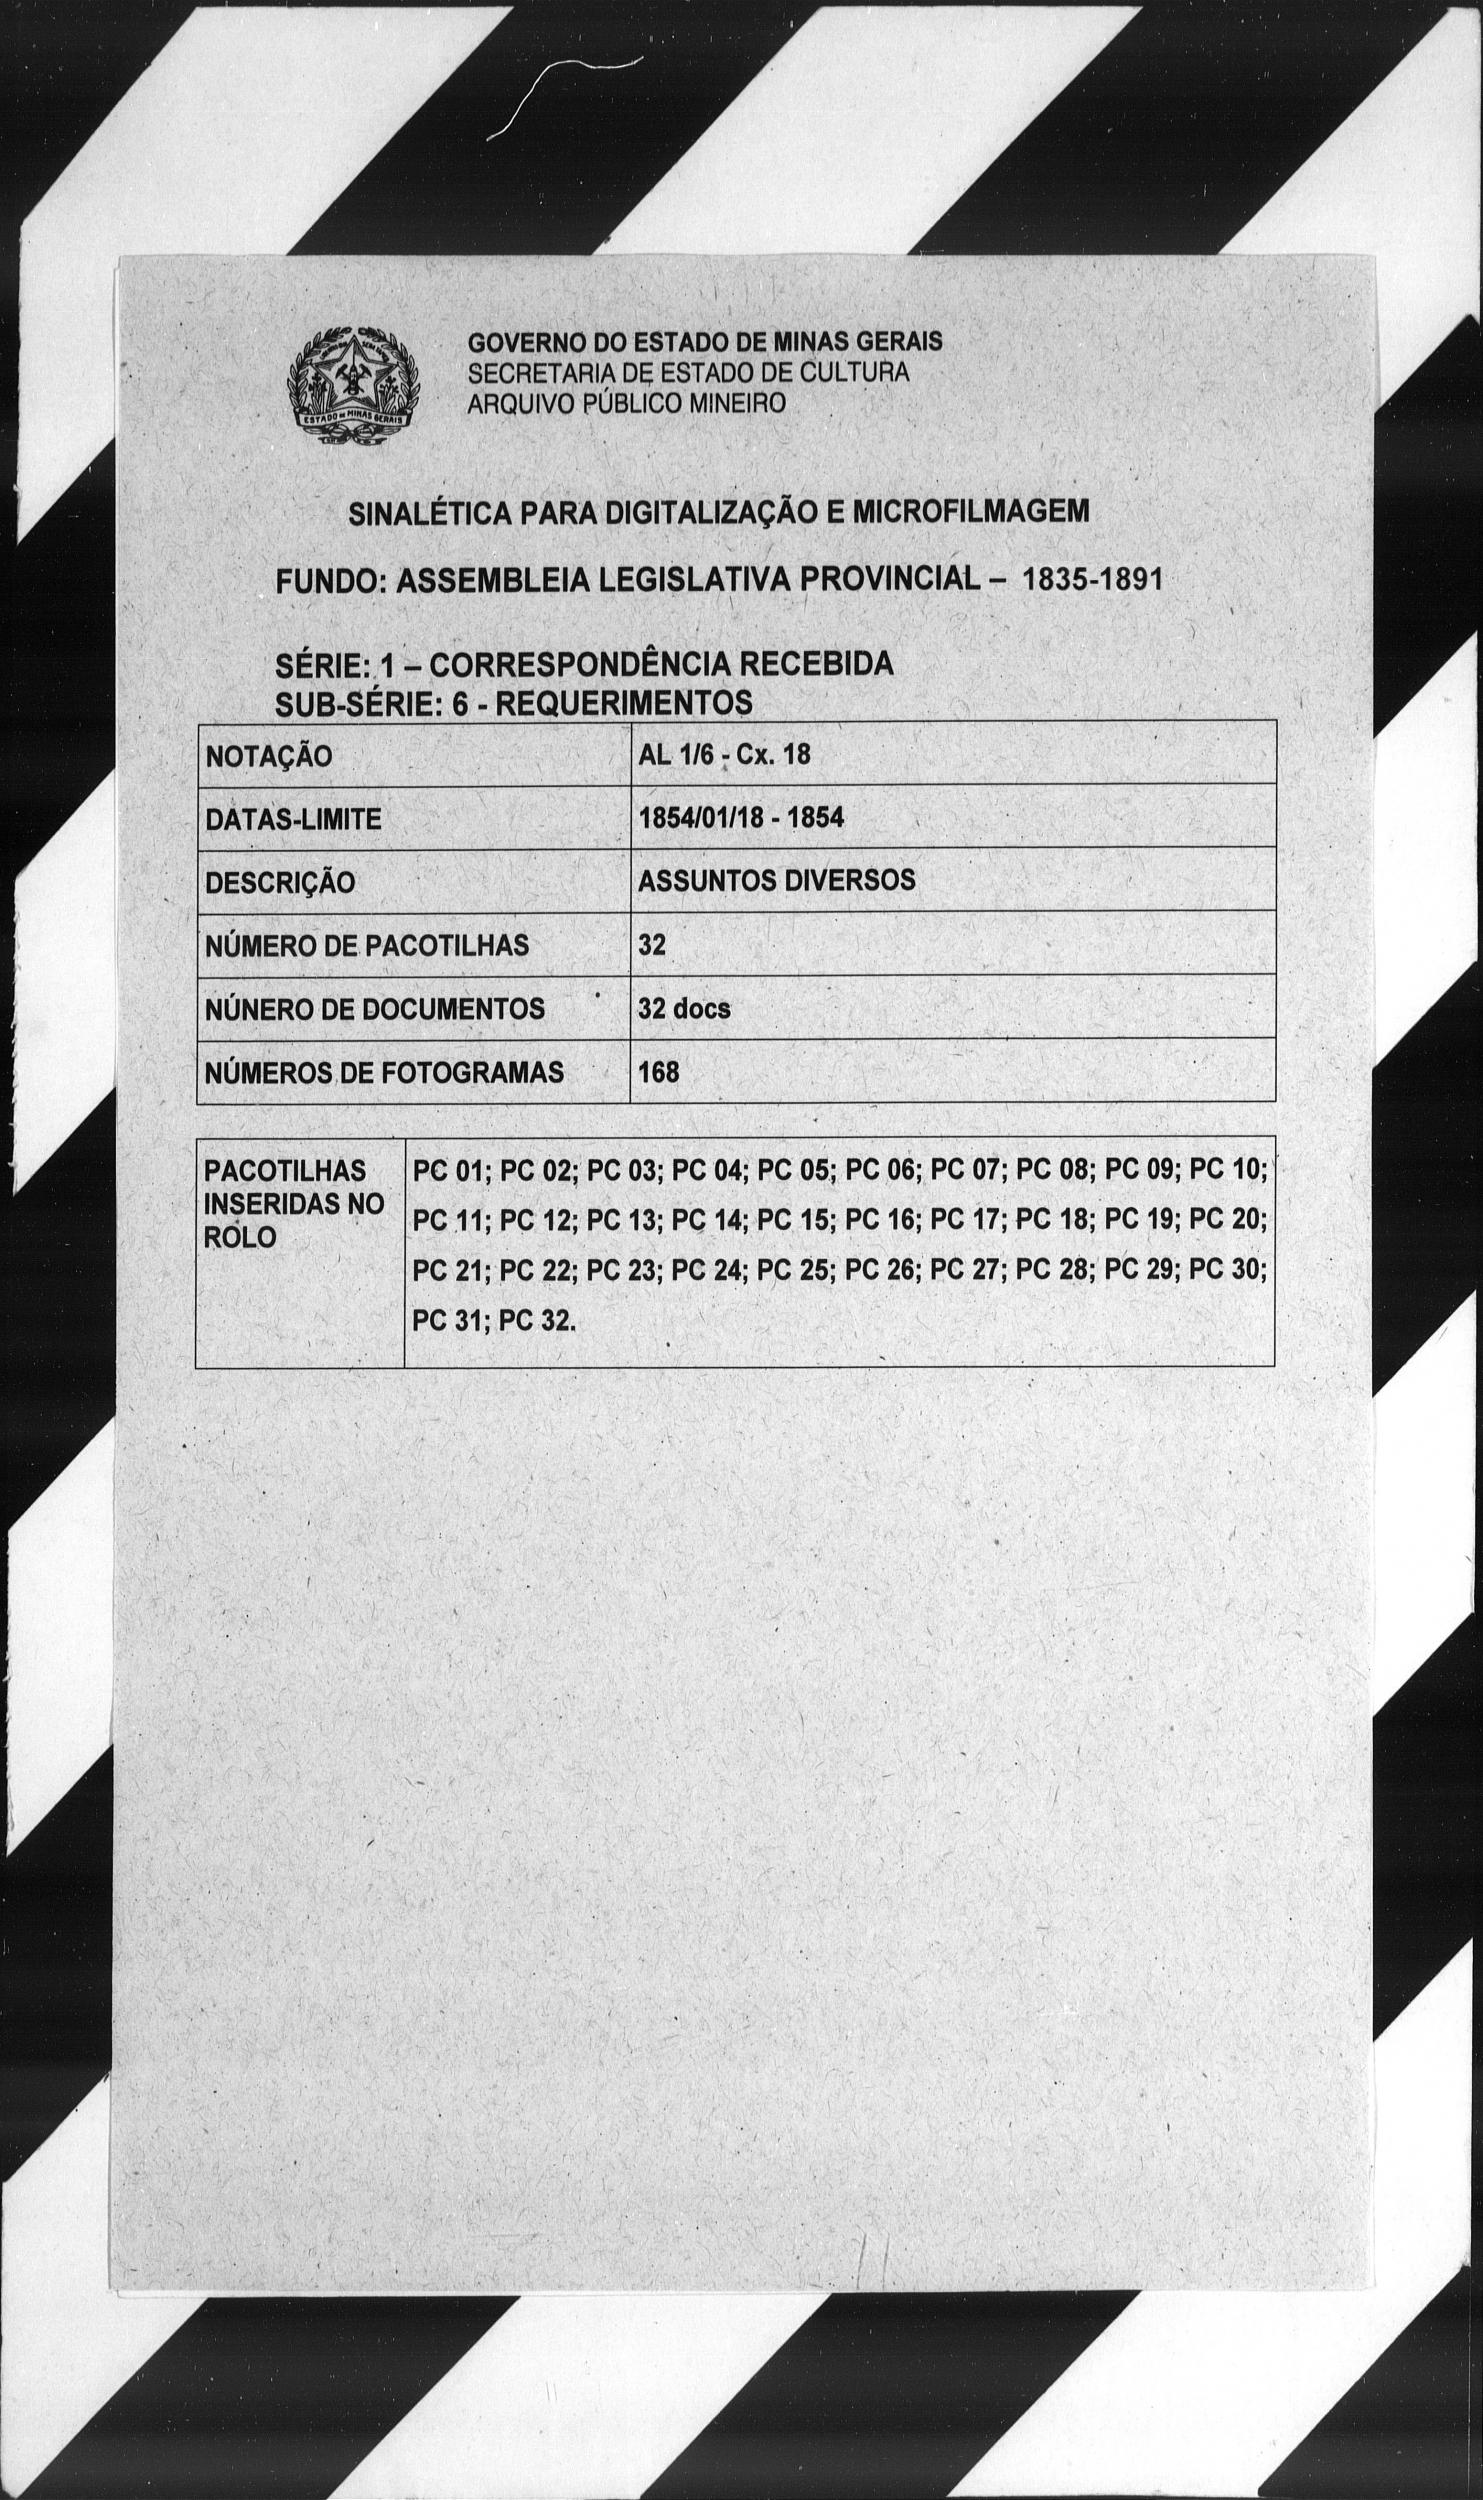 GOVERNO DO ESTADO DE MINAS GERAIS
SECRETARIA DE ESTADO DE CULTURA
ARQUIVO PÚBLICO MINEIRO
ESTADO DE MINAS GERAIS
SINALÉTICA PARA DIGITALIZAÇÃO E MICROFILMAGEM
FUNDO: ASSEMBLEIA LEGISLATIVA PROVINCIAL – 1835-1891
SÉRIE: 1 – CORRESPONDÊNCIA RECEBIDA
SUB-SÉRIE: 6 - REQUERIMENTOS
NOTAÇÃO AL 1/6 - Cx. 18
DATAS-LIMITE 1854/01/18 - 1854
DESCRIÇÃO ASSUNTOS DIVERSOS
NÚMERO DE PACOTILHAS 32
NÚNERO DE DOCUMENTOS 32 docs
NÚMEROS DE FOTOGRAMAS 168
PACOTILHAS
INSERIDAS NO
ROLO
PC 01; PC 02; PC 03; PC 04; PC 05; PC 06; PC 07; PC 08; PC 09; PC 10;
PC 11; PC 12; PC 13; PC 14; PC 15; PC 16; PC 17; PC 18; PC 19; PC 20;
PC 21; PC 22; PC 23; PC 24; PC 25; PC 26; PC 27; PC 28; PC 29; PC 30;
PC 31; PC 32.